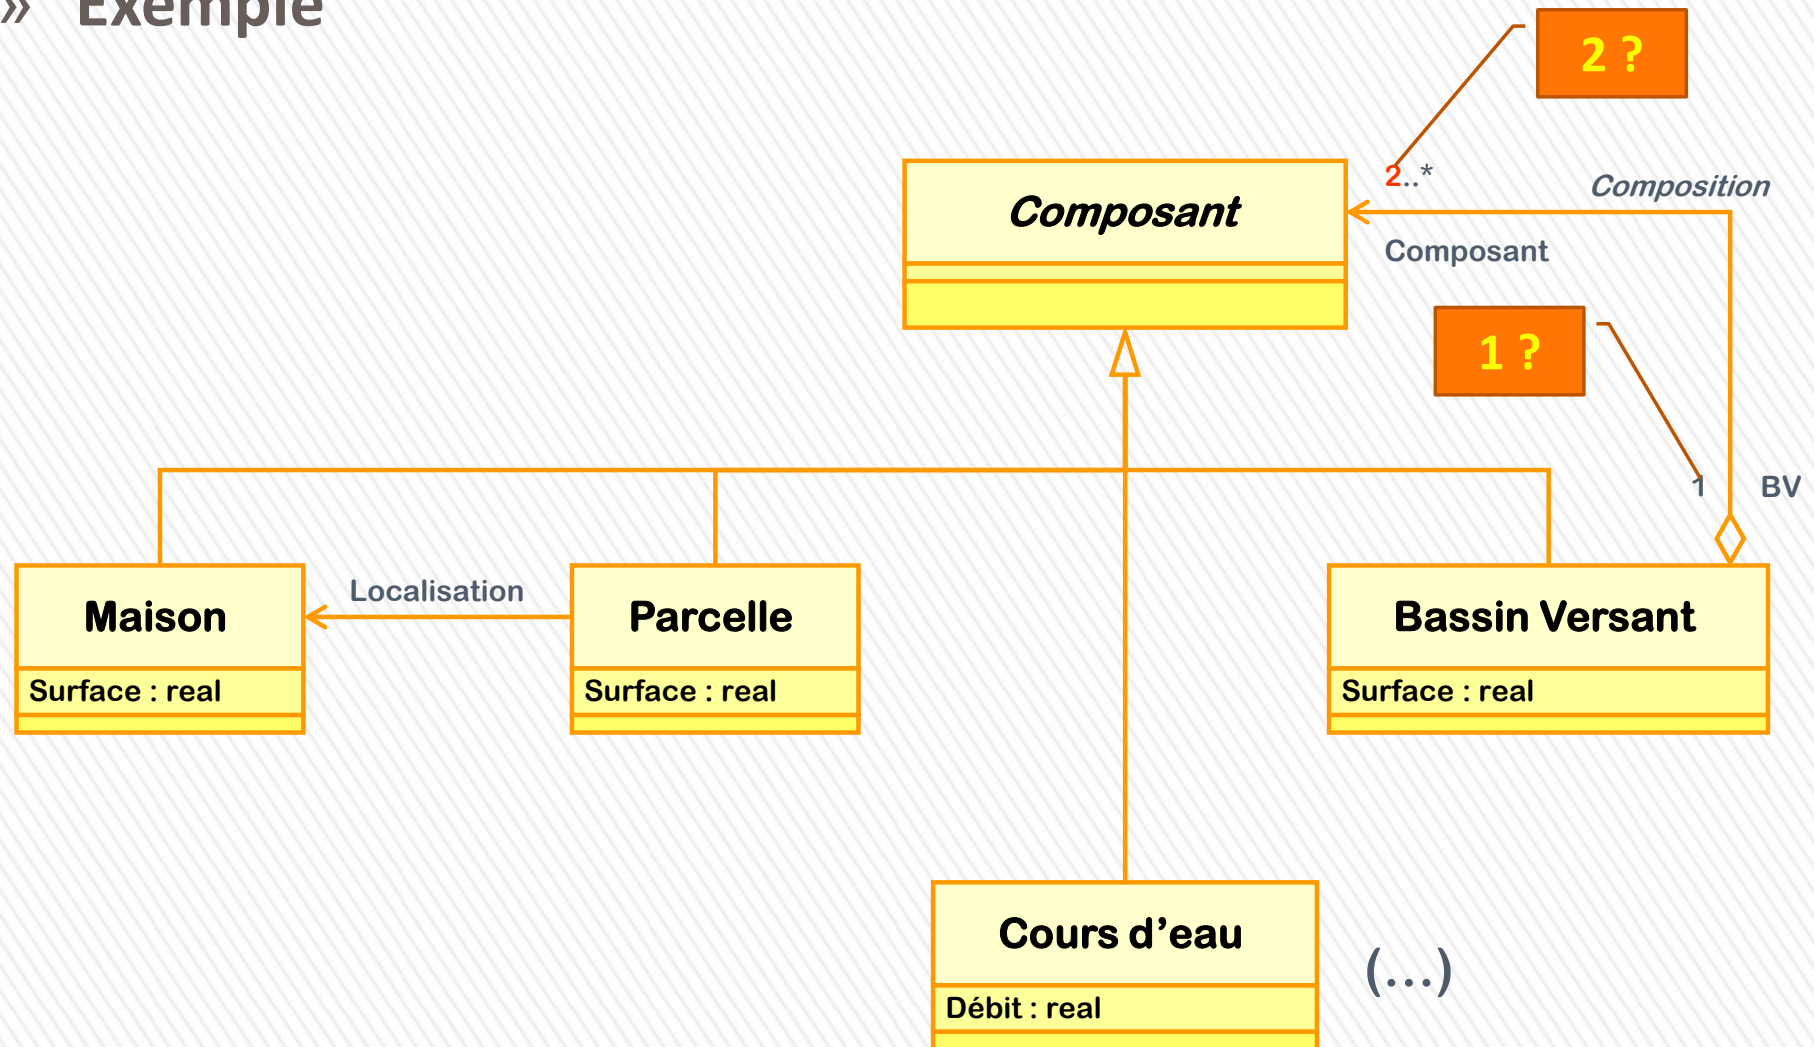 » Exemple
2 ?
2..*
Composition
Composant
Composant
1 ?
1
BV
Localisation
Maison
Parcelle
Bassin Versant
Surface : real
Surface : real
Surface : real
Cours d’eau
(...)
Débit : real